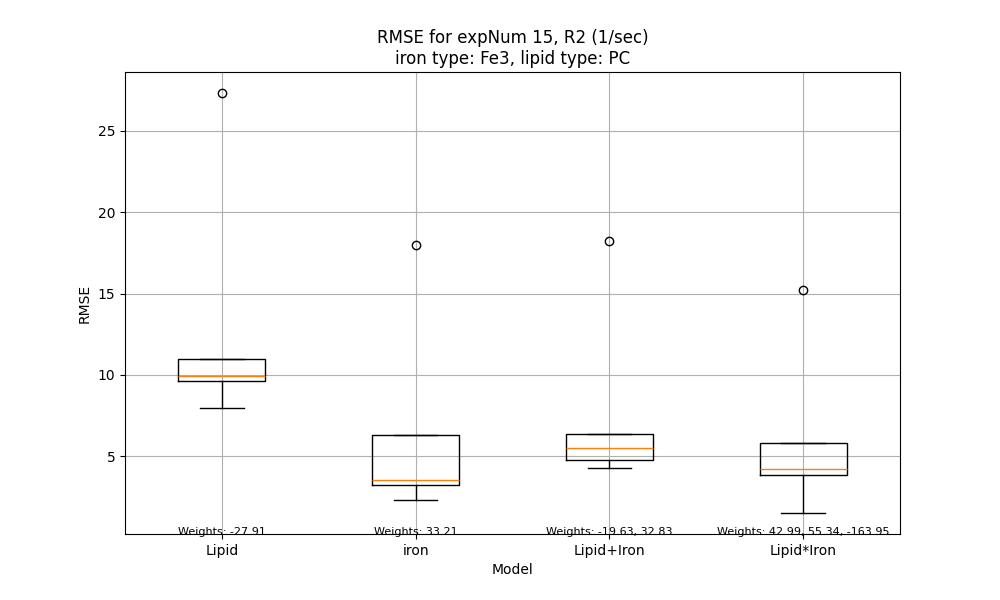 RMSE for expNum 15, R2 (1/sec)
iron type: Fe3, lipid type: PC
25
20
15
10
5
RMSE
Weights: -27.91
Weights: 33.21
Weights: -19.63, 32.83
Weights: 42.99, 55.34, -163.95
Lipid
iron
Lipid+Iron
Lipid*Iron
Model